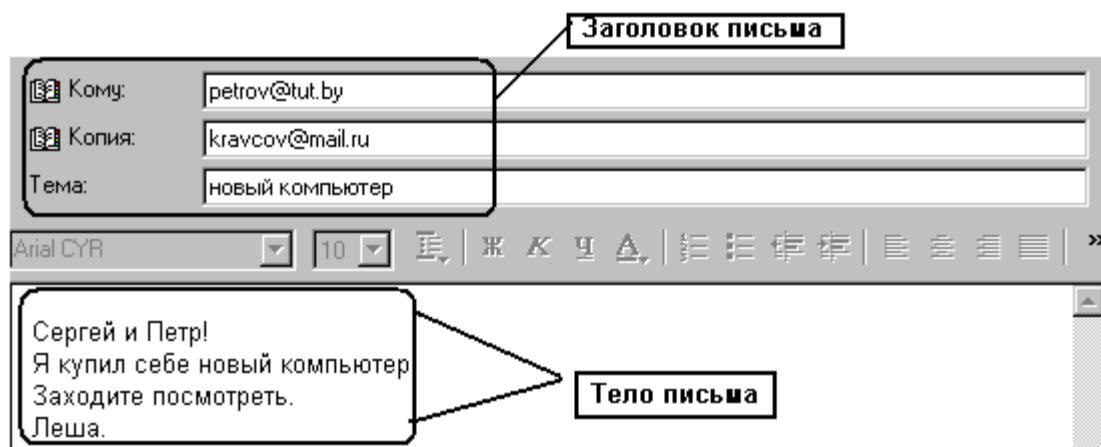 Заголовок письма
Кому: petrov@tut.by
Копия: kravcov@mail.ru
Тема: новый компьютер
Arial CYR 10 Ж К Ч А »
Сергей и Петр!
Я купил себе новый компьютер
Заходите посмотреть.
Леша.
Тело письма